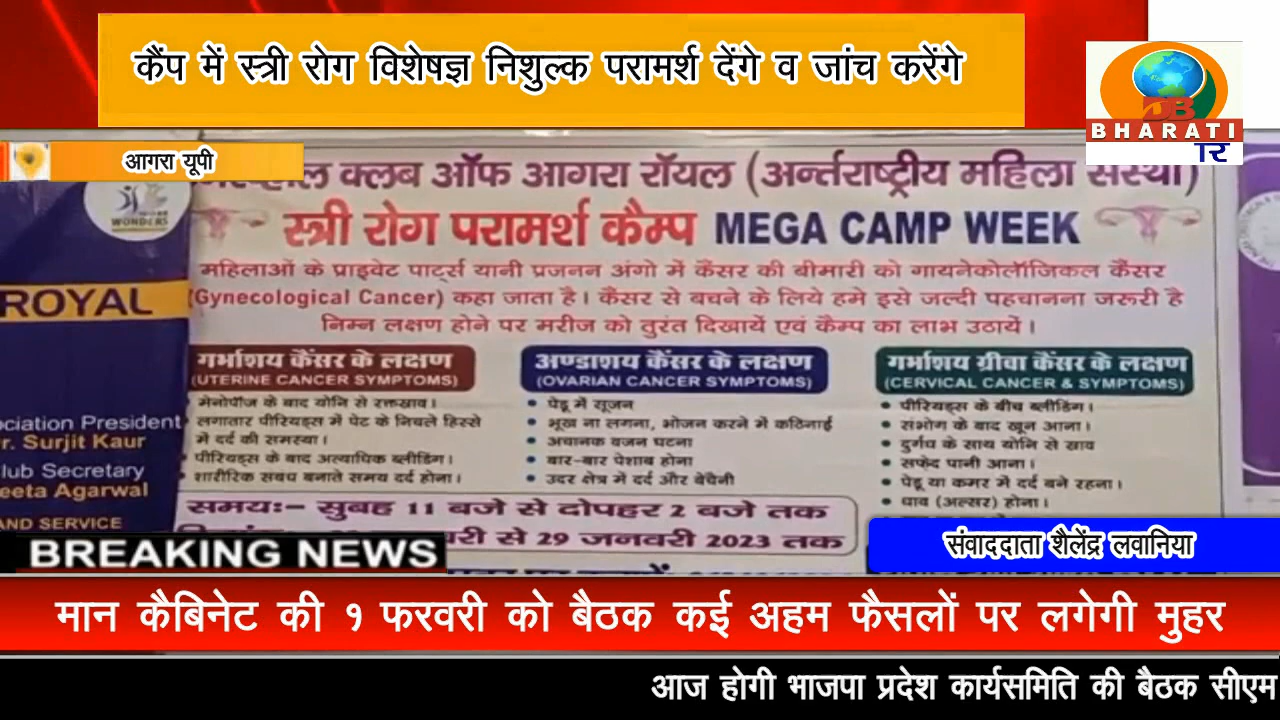 कैंप में स्त्री रोग विशेषज्ञ निशुल्क परामर्श देंगे व जांच करेंगे
DB
BHARATI
आगरा यूपी
क्लब ऑफ आगरा रॉयल (अर्न्तराष्ट्रीय महिला संस्था)
WONDERS
स्त्री रोग परामर्श कैम्प MEGA CAMP WEEK
महिलाओं के प्राइवेट पार्ट्स यानी प्रजनन अंगो में कैंसर की बीमारी को गायनेकोलॉजिकल कैंसर
(Gynecological Cancer) कहा जाता है। कैंसर से बचने के लिये हमे इसे जल्दी पहचानना जरूरी है
निम्न लक्षण होने पर मरीज को तुरंत दिखायें एवं कैम्प का लाभ उठायें।
ROYAL
गर्भाशय कैंसर के लक्षण
(UTERINE CANCER SYMPTOMS)
मेनोपॉज के बाद योनि से रक्तस्राव।
लगातार पीरियड्स में पेट के निचले हिस्से
में दर्द की समस्या।
पीरियड्स के बाद अत्याधिक ब्लीडिंग।
शारीरिक संबंध बनाते समय दर्द होना।
अण्डाशय कैंसर के लक्षण
(OVARIAN CANCER SYMPTOMS)
पेडू में सूजन
भूख ना लगना, भोजन करने में कठिनाई
अचानक वजन घटना
बार-बार पेशाब होना
उदर क्षेत्र में दर्द और बेचैनी
गर्भाशय ग्रीवा कैंसर के लक्षण
(CERVICAL CANCER & SYMPTOMS)
पीरियड्स के बीच ब्लीडिंग।
संभोग के बाद खून आना।
दुर्गंध के साथ योनि से स्राव
सफेद पानी आना।
पेडू या कमर में दर्द बने रहना।
घाव (अल्सर) होना।
ciation President
r. Surjit Kaur
lub Secretary
eeta Agarwal
AND SERVICE
समयः- सुबह 11 बजे से दोपहर 2 बजे तक
से 29 जनवरी 2023 तक
संवाददाता शैलेंद्र लवानिया
BREAKING NEWS
मान कैबिनेट की १ फरवरी को बैठक कई अहम फैसलों पर लगेगी मुहर
आज होगी भाजपा प्रदेश कार्यसमिति की बैठक सीएम